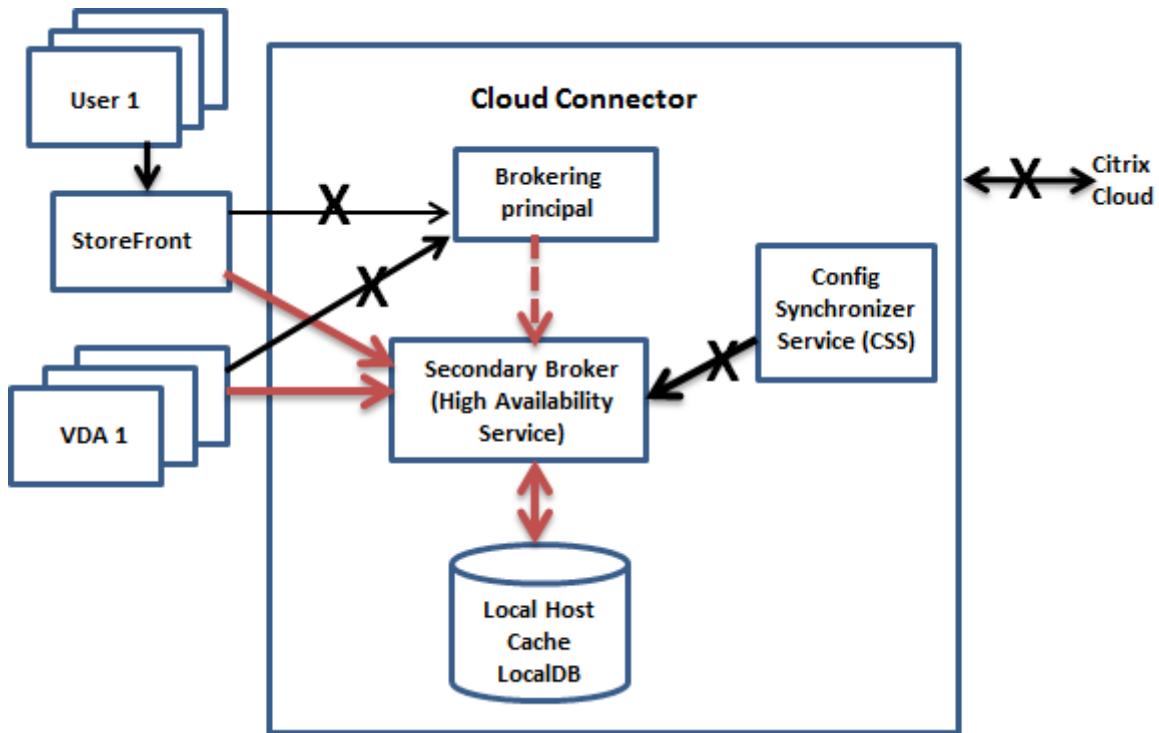 User 1
Cloud Connector
Brokering
principal
X
X
Citrix
Cloud
StoreFront
X
Config
Synchronizer
Service (CSS)
X
Secondary Broker
(High Availability
Service)
VDA 1
Local Host
Cache
LocalDB